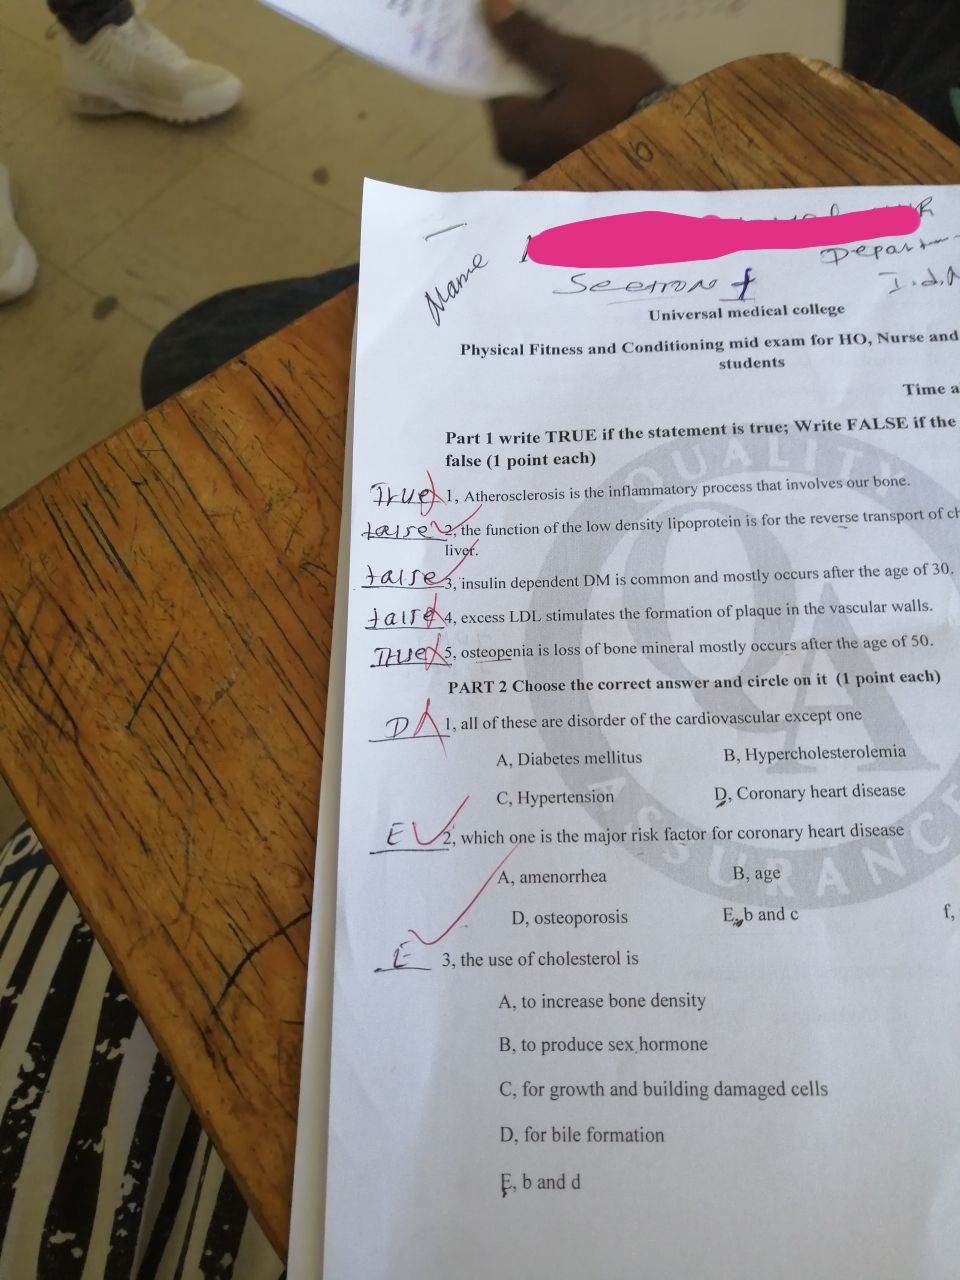 Name
Department
Section
I.d.N
Universal medical college
Physical Fitness and Conditioning mid exam for HO, Nurse and
students
Time a
Part 1 write TRUE if the statement is true; Write FALSE if the
false (1 point each)
True 1, Atherosclerosis is the inflammatory process that involves our bone.
false 2, the function of the low density lipoprotein is for the reverse transport of ch
liver.
false 3, insulin dependent DM is common and mostly occurs after the age of 30.
false 4, excess LDL stimulates the formation of plaque in the vascular walls.
True 5, osteopenia is loss of bone mineral mostly occurs after the age of 50.
PART 2 Choose the correct answer and circle on it (1 point each)
D 1, all of these are disorder of the cardiovascular except one
A, Diabetes mellitus B, Hypercholesterolemia
C, Hypertension D, Coronary heart disease
E 2, which one is the major risk factor for coronary heart disease
A, amenorrhea B, age
D, osteoporosis E, b and c f,
E 3, the use of cholesterol is
A, to increase bone density
B, to produce sex hormone
C, for growth and building damaged cells
D, for bile formation
E, b and d
QUALITY
QA
ASSURANCE